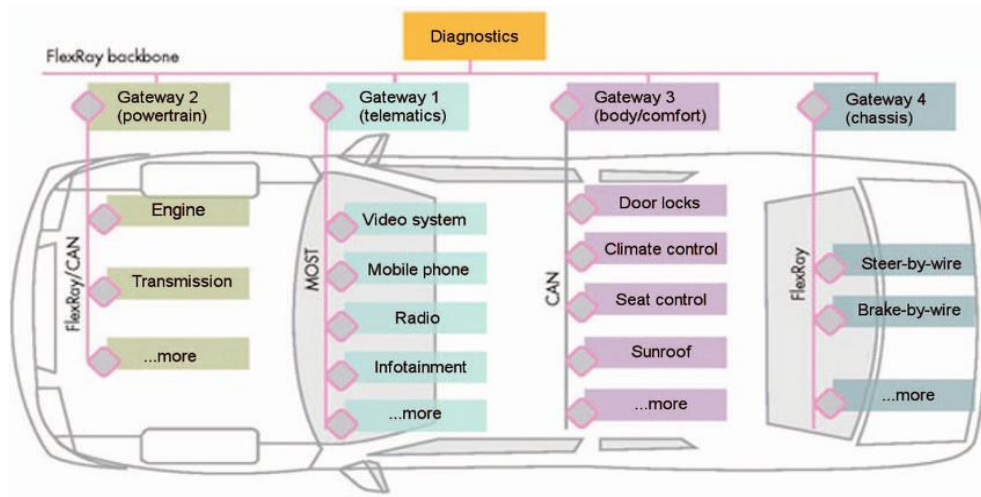 Diagnostics
FlexRay backbone
Gateway 2
(powertrain)
Gateway 1
(telematics)
Gateway 3
(body/comfort)
Gateway 4
(chassis)
FlexRay/CAN
Engine
Transmission
...more
MOST
Video system
Mobile phone
Radio
Infotainment
...more
CAN
Door locks
Climate control
Seat control
Sunroof
...more
FlexRay
Steer-by-wire
Brake-by-wire
...more